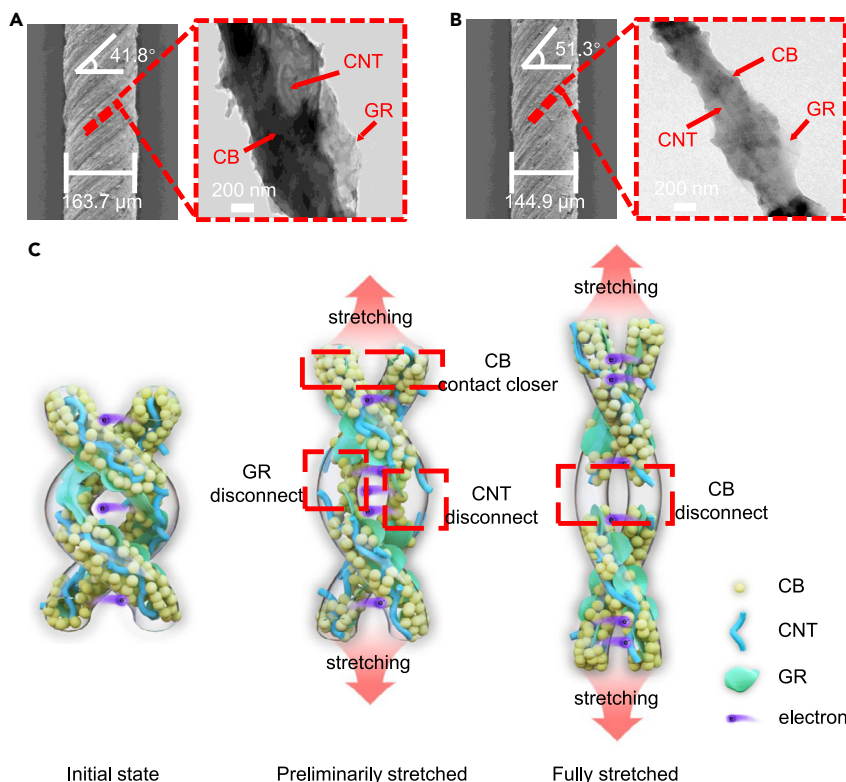 A
41.8°
163.7 µm
CNT
GR
CB
200 nm
B
51.3°
144.9 µm
CB
CNT
GR
200 nm
C
stretching
stretching
CB
contact closer
GR
disconnect
CNT
disconnect
CB
disconnect
stretching
stretching
e
e
e
e
e
e
e
e
e
e
e
e
e
e
CB
CNT
GR
e
electron
Initial state
Preliminarily stretched
Fully stretched